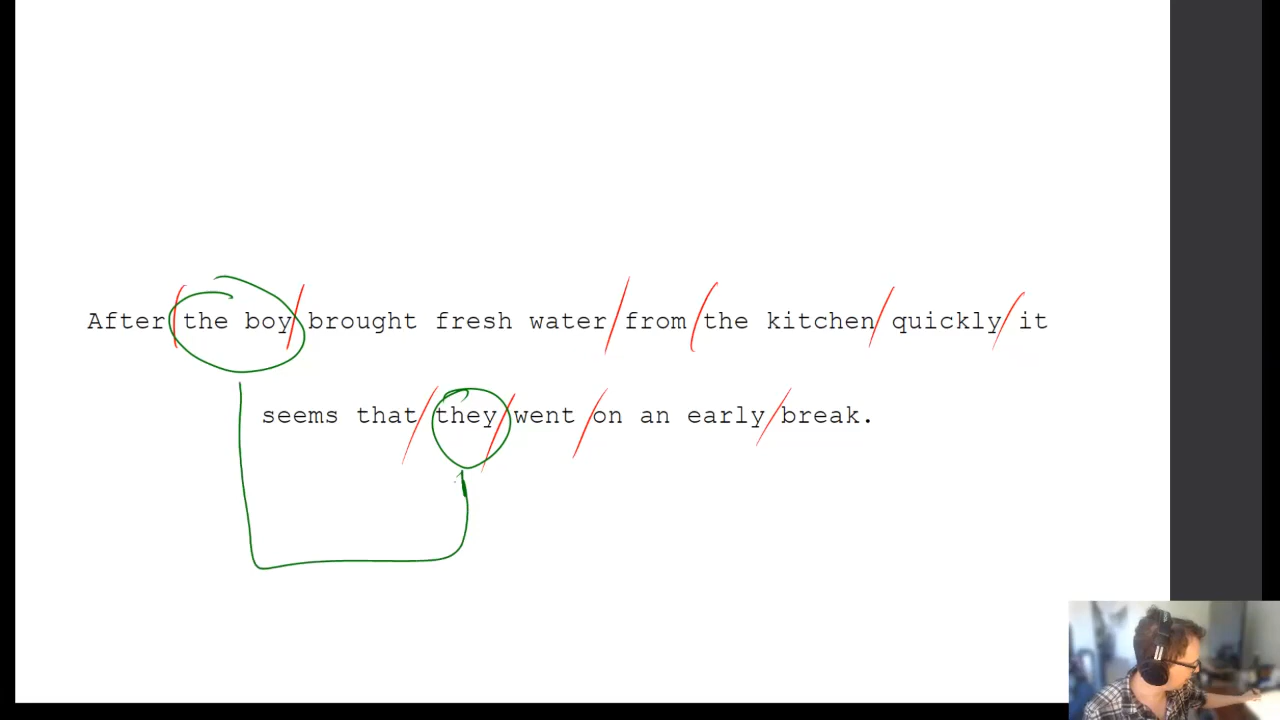 After the boy brought fresh water from the kitchen quickly it
seems that they went on an early break.